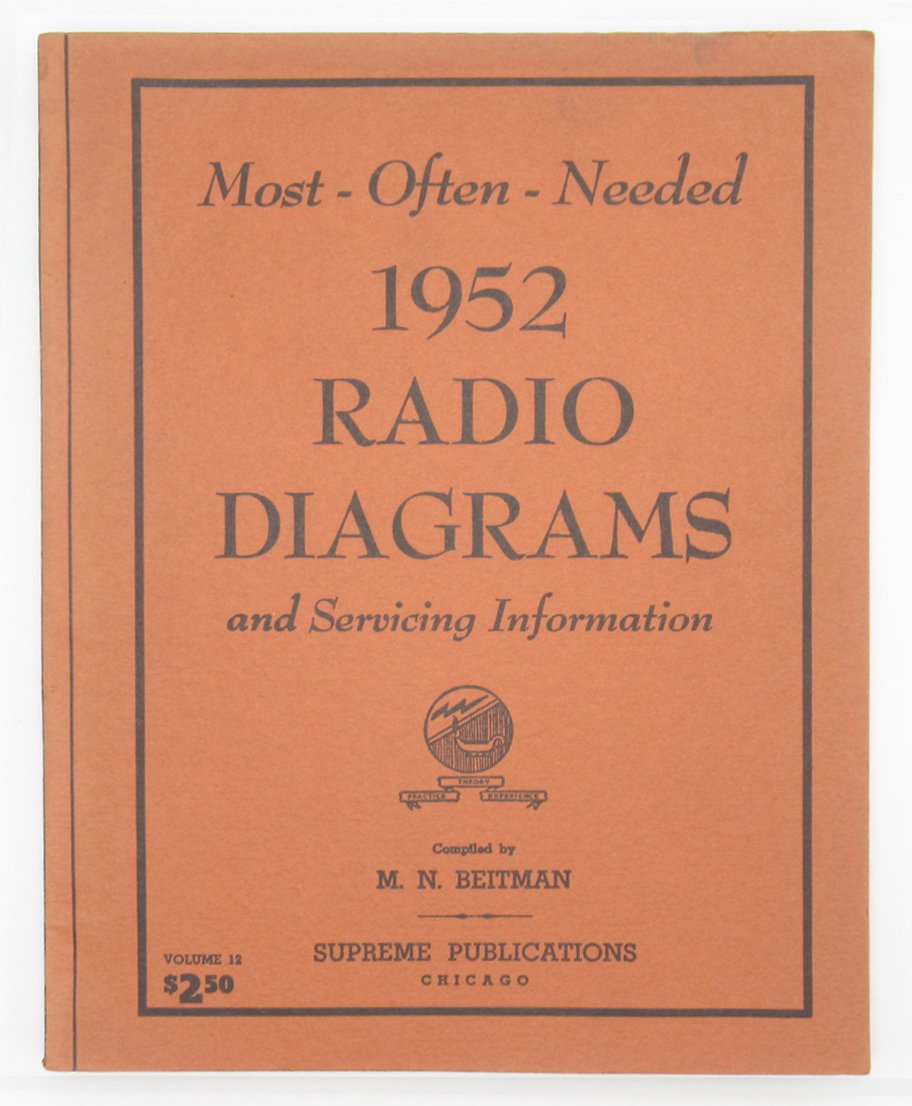 Most - Often - Needed
1952
RADIO
DIAGRAMS
and Servicing Information
THEORY
PRACTICE EXPERIENCE
Compiled by
M. N. BEITMAN
SUPREME PUBLICATIONS
CHICAGO
VOLUME 12
$2.50